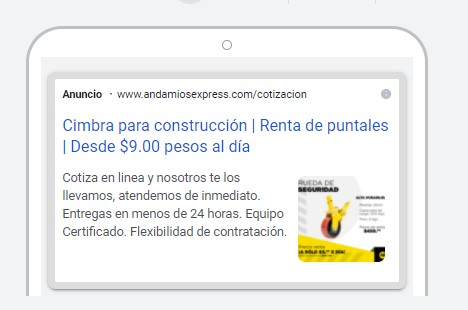 Anuncio · www.andamiosexpress.com/cotizacion
Cimbra para construcción | Renta de puntales
| Desde $9.00 pesos al día
Cotiza en linea y nosotros te los
llevamos, atendemos de inmediato.
Entregas en menos de 24 horas. Equipo
Certificado. Flexibilidad de contratación.
RUEDA DE
SEGURIDAD